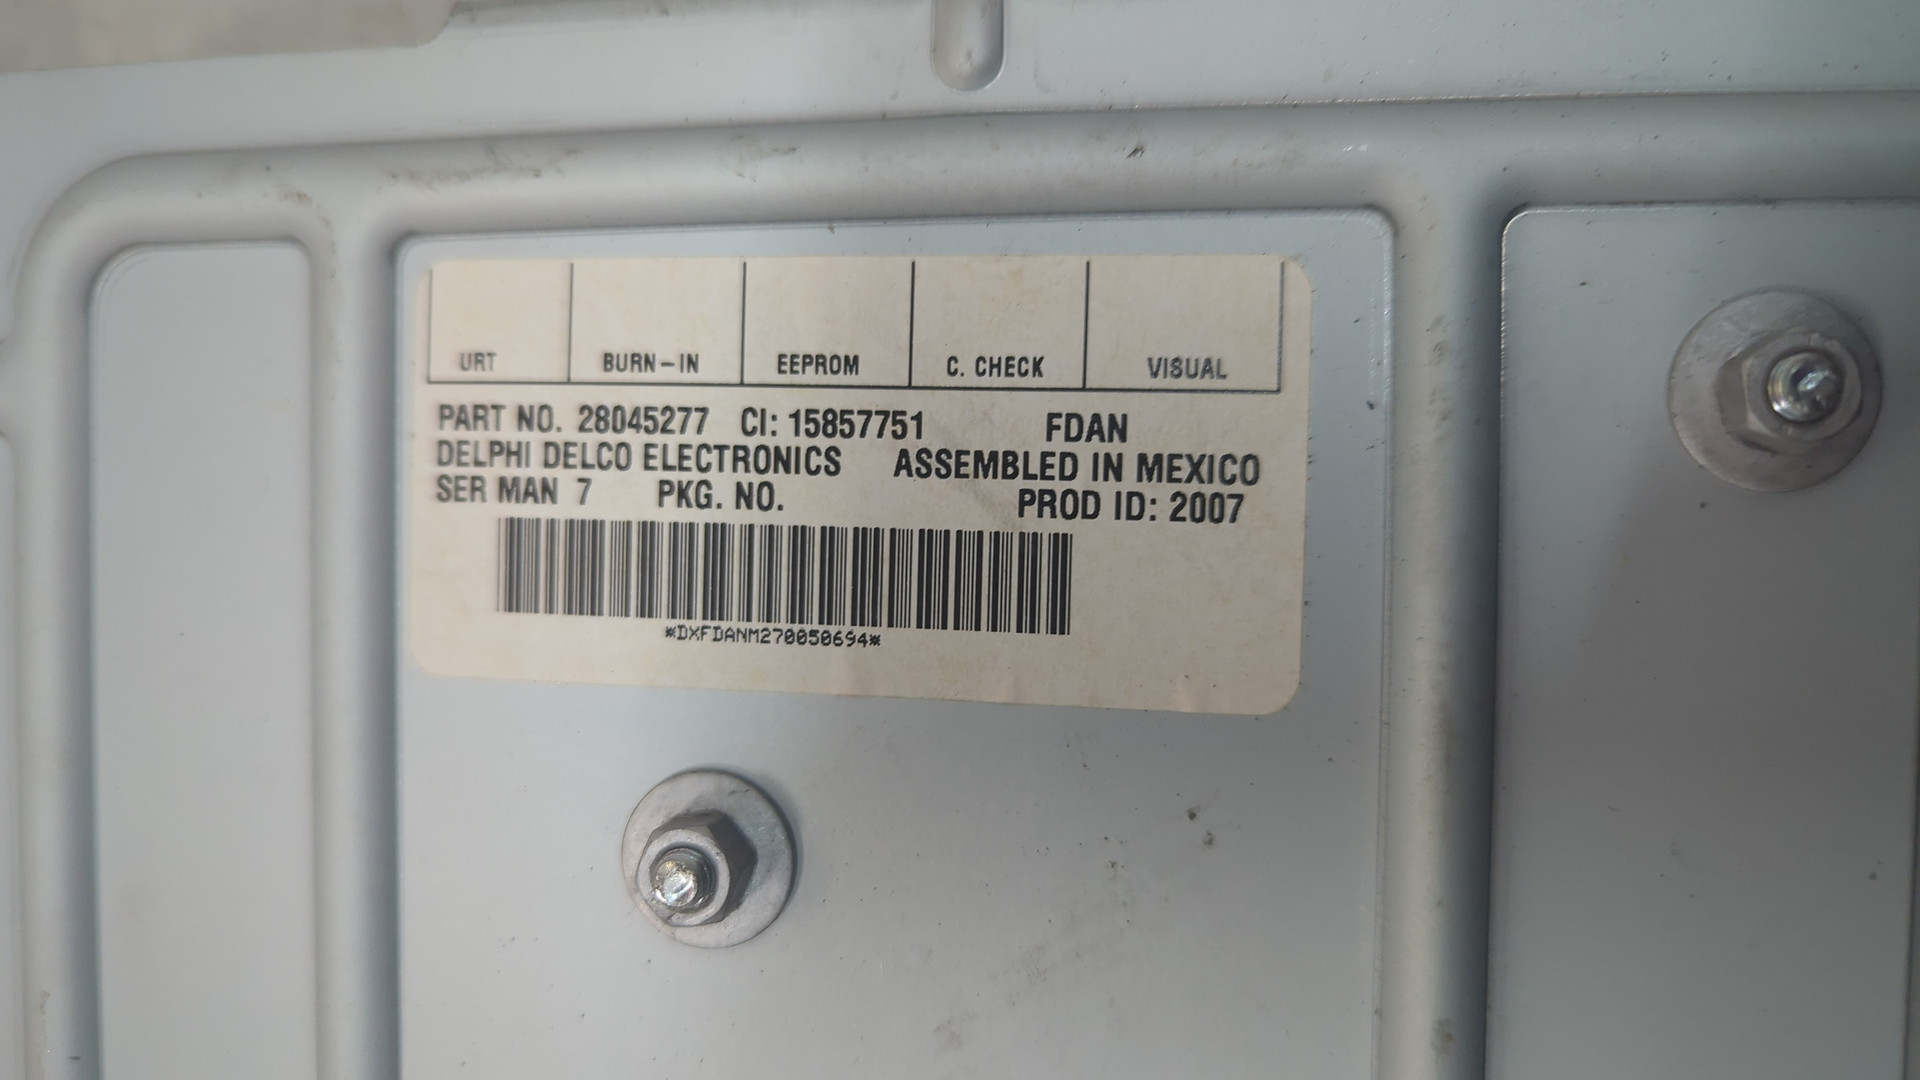 URT BURN-IN EEPROM C. CHECK VISUAL
PART NO. 28045277 CI: 15857751 FDAN
DELPHI DELCO ELECTRONICS ASSEMBLED IN MEXICO
SER MAN 7 PKG. NO. PROD ID: 2007
*DXFDANM270050694*